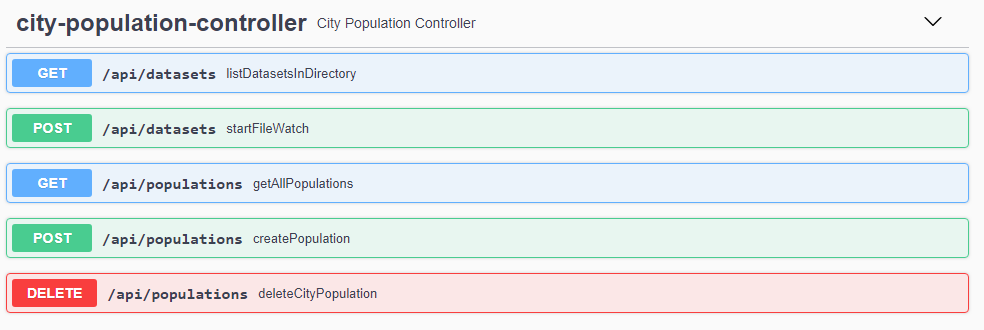 city-population-controller City Population Controller
GET /api/datasets listDatasetsInDirectory
POST /api/datasets startFileWatch
GET /api/populations getAllPopulations
POST /api/populations createPopulation
DELETE /api/populations deleteCityPopulation